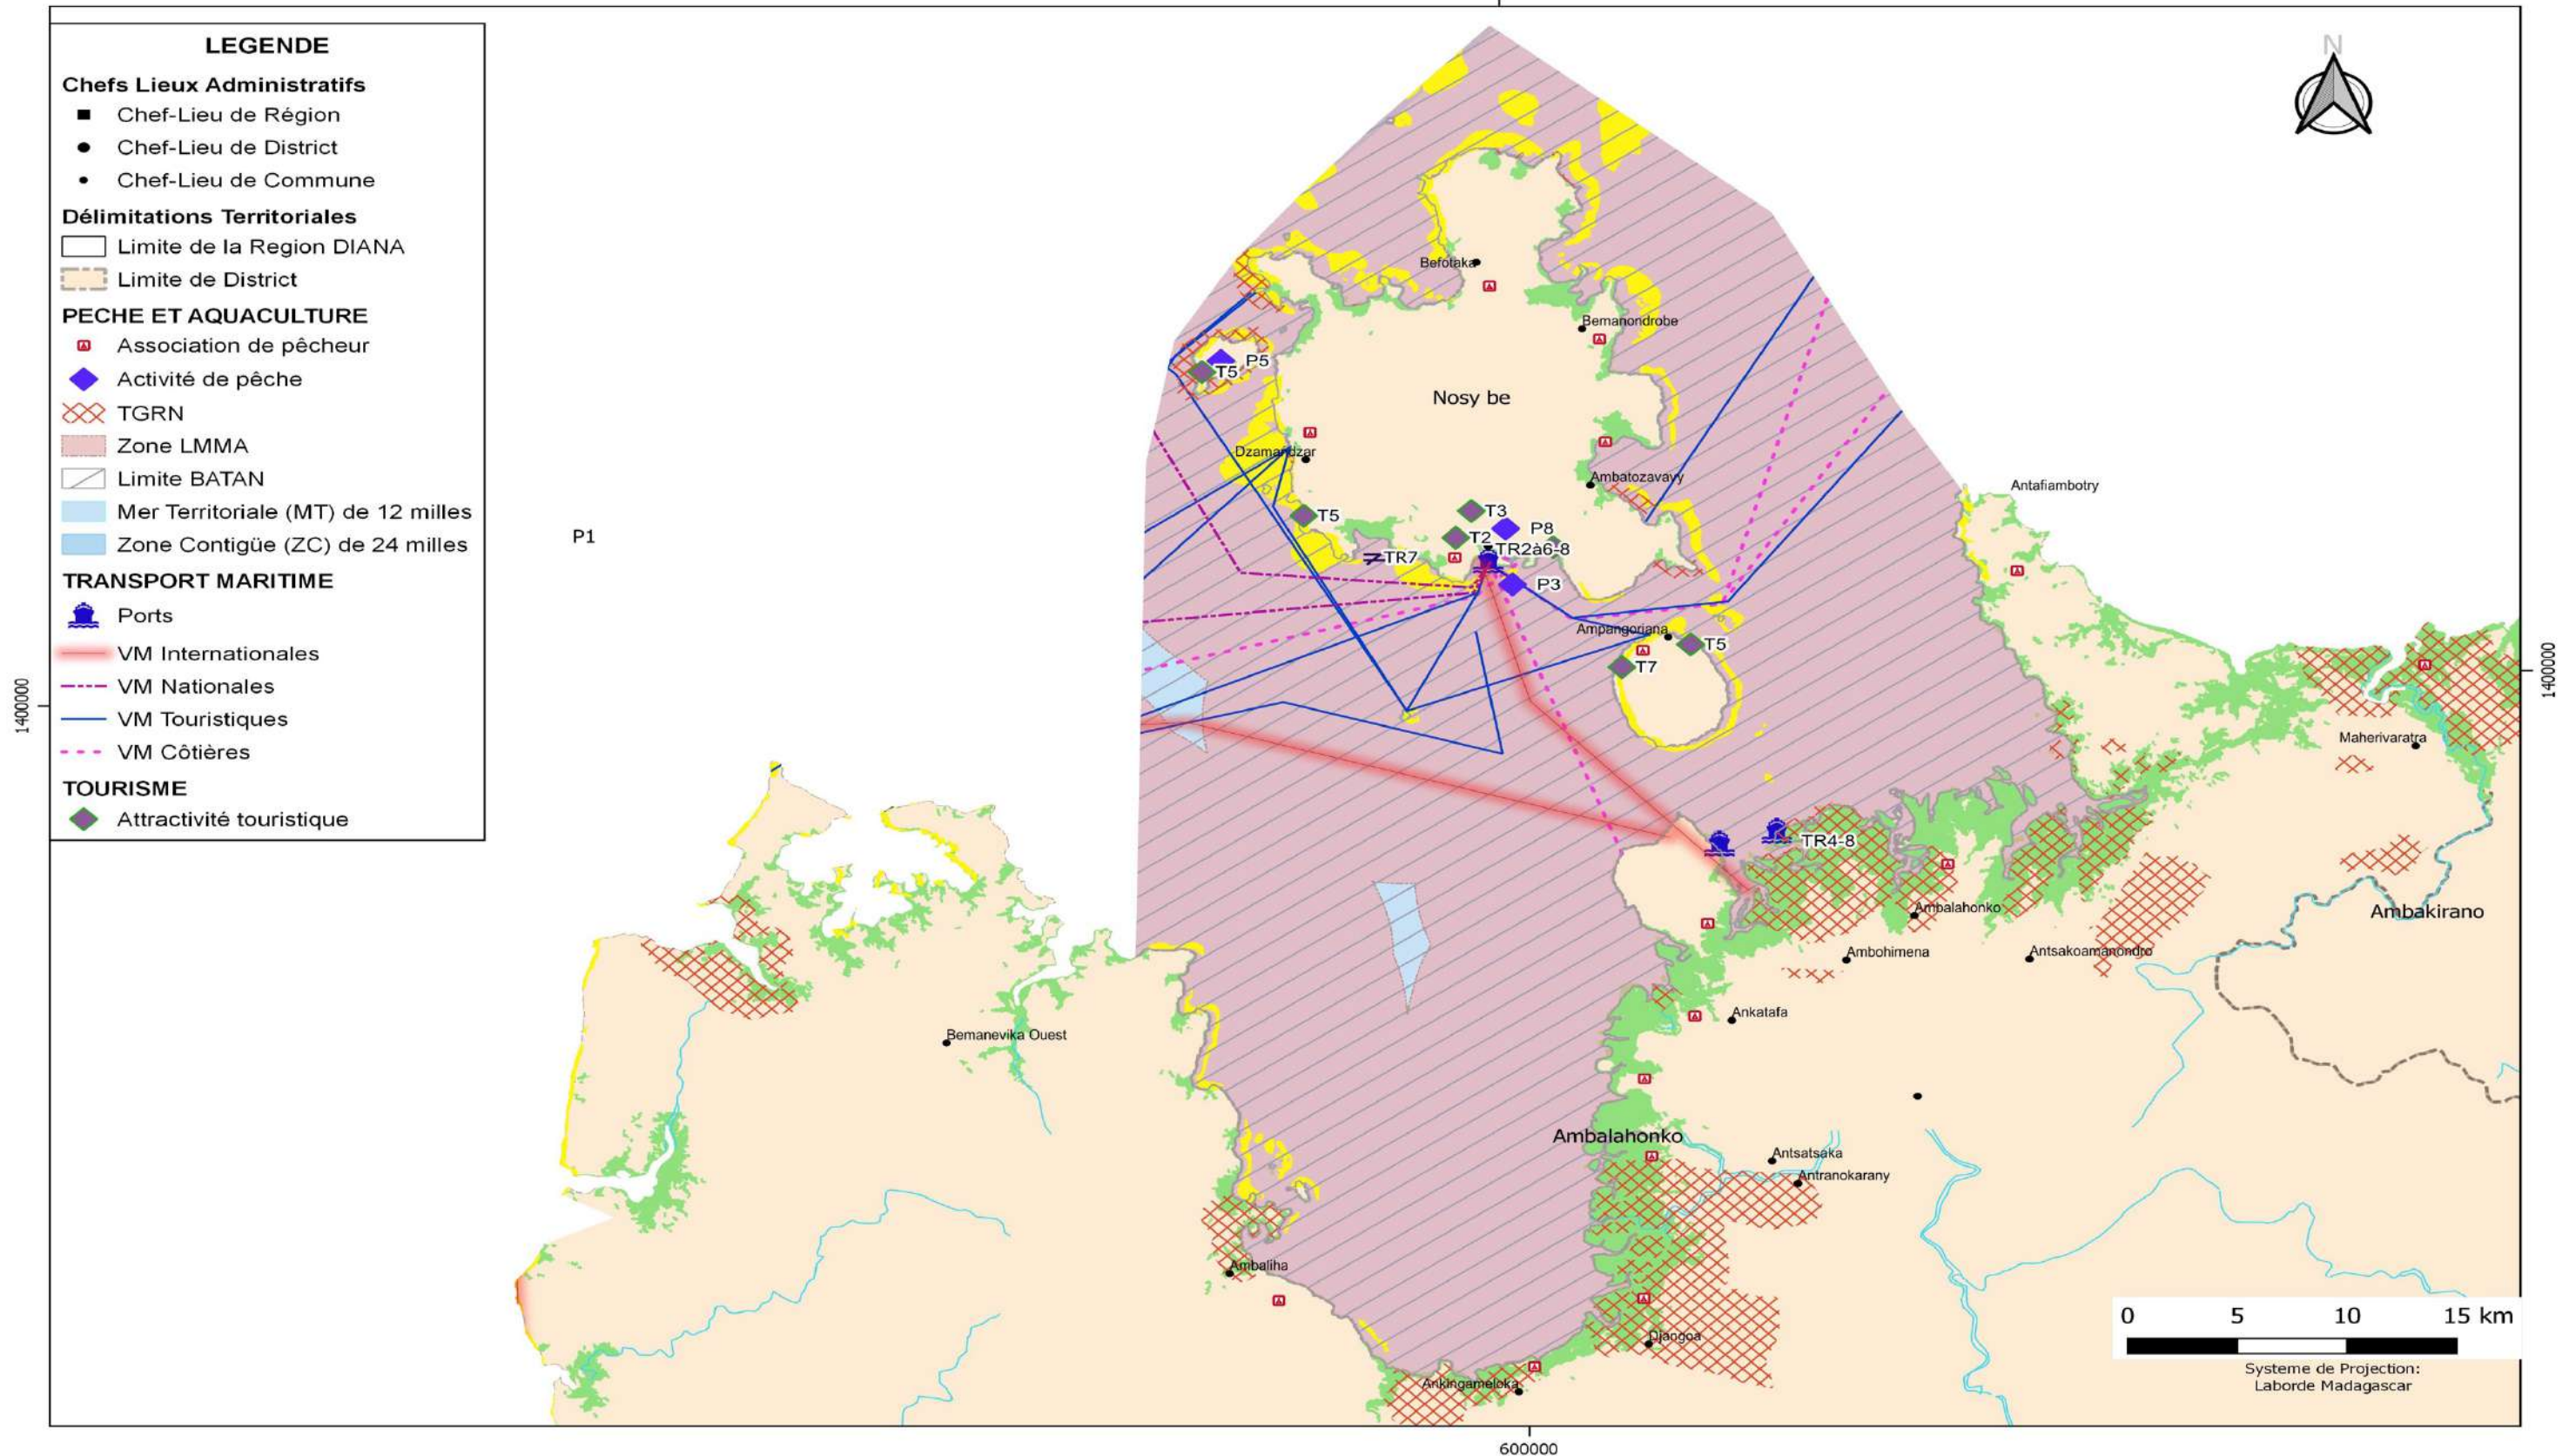 LEGENDE
Chefs Lieux Administratifs
Chef-Lieu de Région
Chef-Lieu de District
Chef-Lieu de Commune
Délimitations Territoriales
Limite de la Region DIANA
Limite de District
PECHE ET AQUACULTURE
Association de pêcheur
Activité de pêche
TGRN
Zone LMMA
Limite BATAN
Mer Territoriale (MT) de 12 milles
Zone Contigüe (ZC) de 24 milles
TRANSPORT MARITIME
Ports
VM Internationales
VM Nationales
VM Touristiques
VM Côtières
TOURISME
Attractivité touristique
N
Befotaka
Bemanondrobe
P5
T5
Nosy be
Dzamandzar
Ambatozavavy
Antafiambotry
T3
T5
P8
P1
T2
TR2à6-8
TR7
P3
Ampangoriana
T5
T7
1400000
1400000
Maherivaratra
TR4-8
Ambalahonko
Ambakirano
Ambohimena
Antsakoamanondro
Ankatafa
Bemanevika Ouest
Ambalahonko
Antsatsaka
Antranokarany
Ambaliha
Djangoa
Ankingameloka
0 5 10 15 km
Systeme de Projection:
Laborde Madagascar
600000